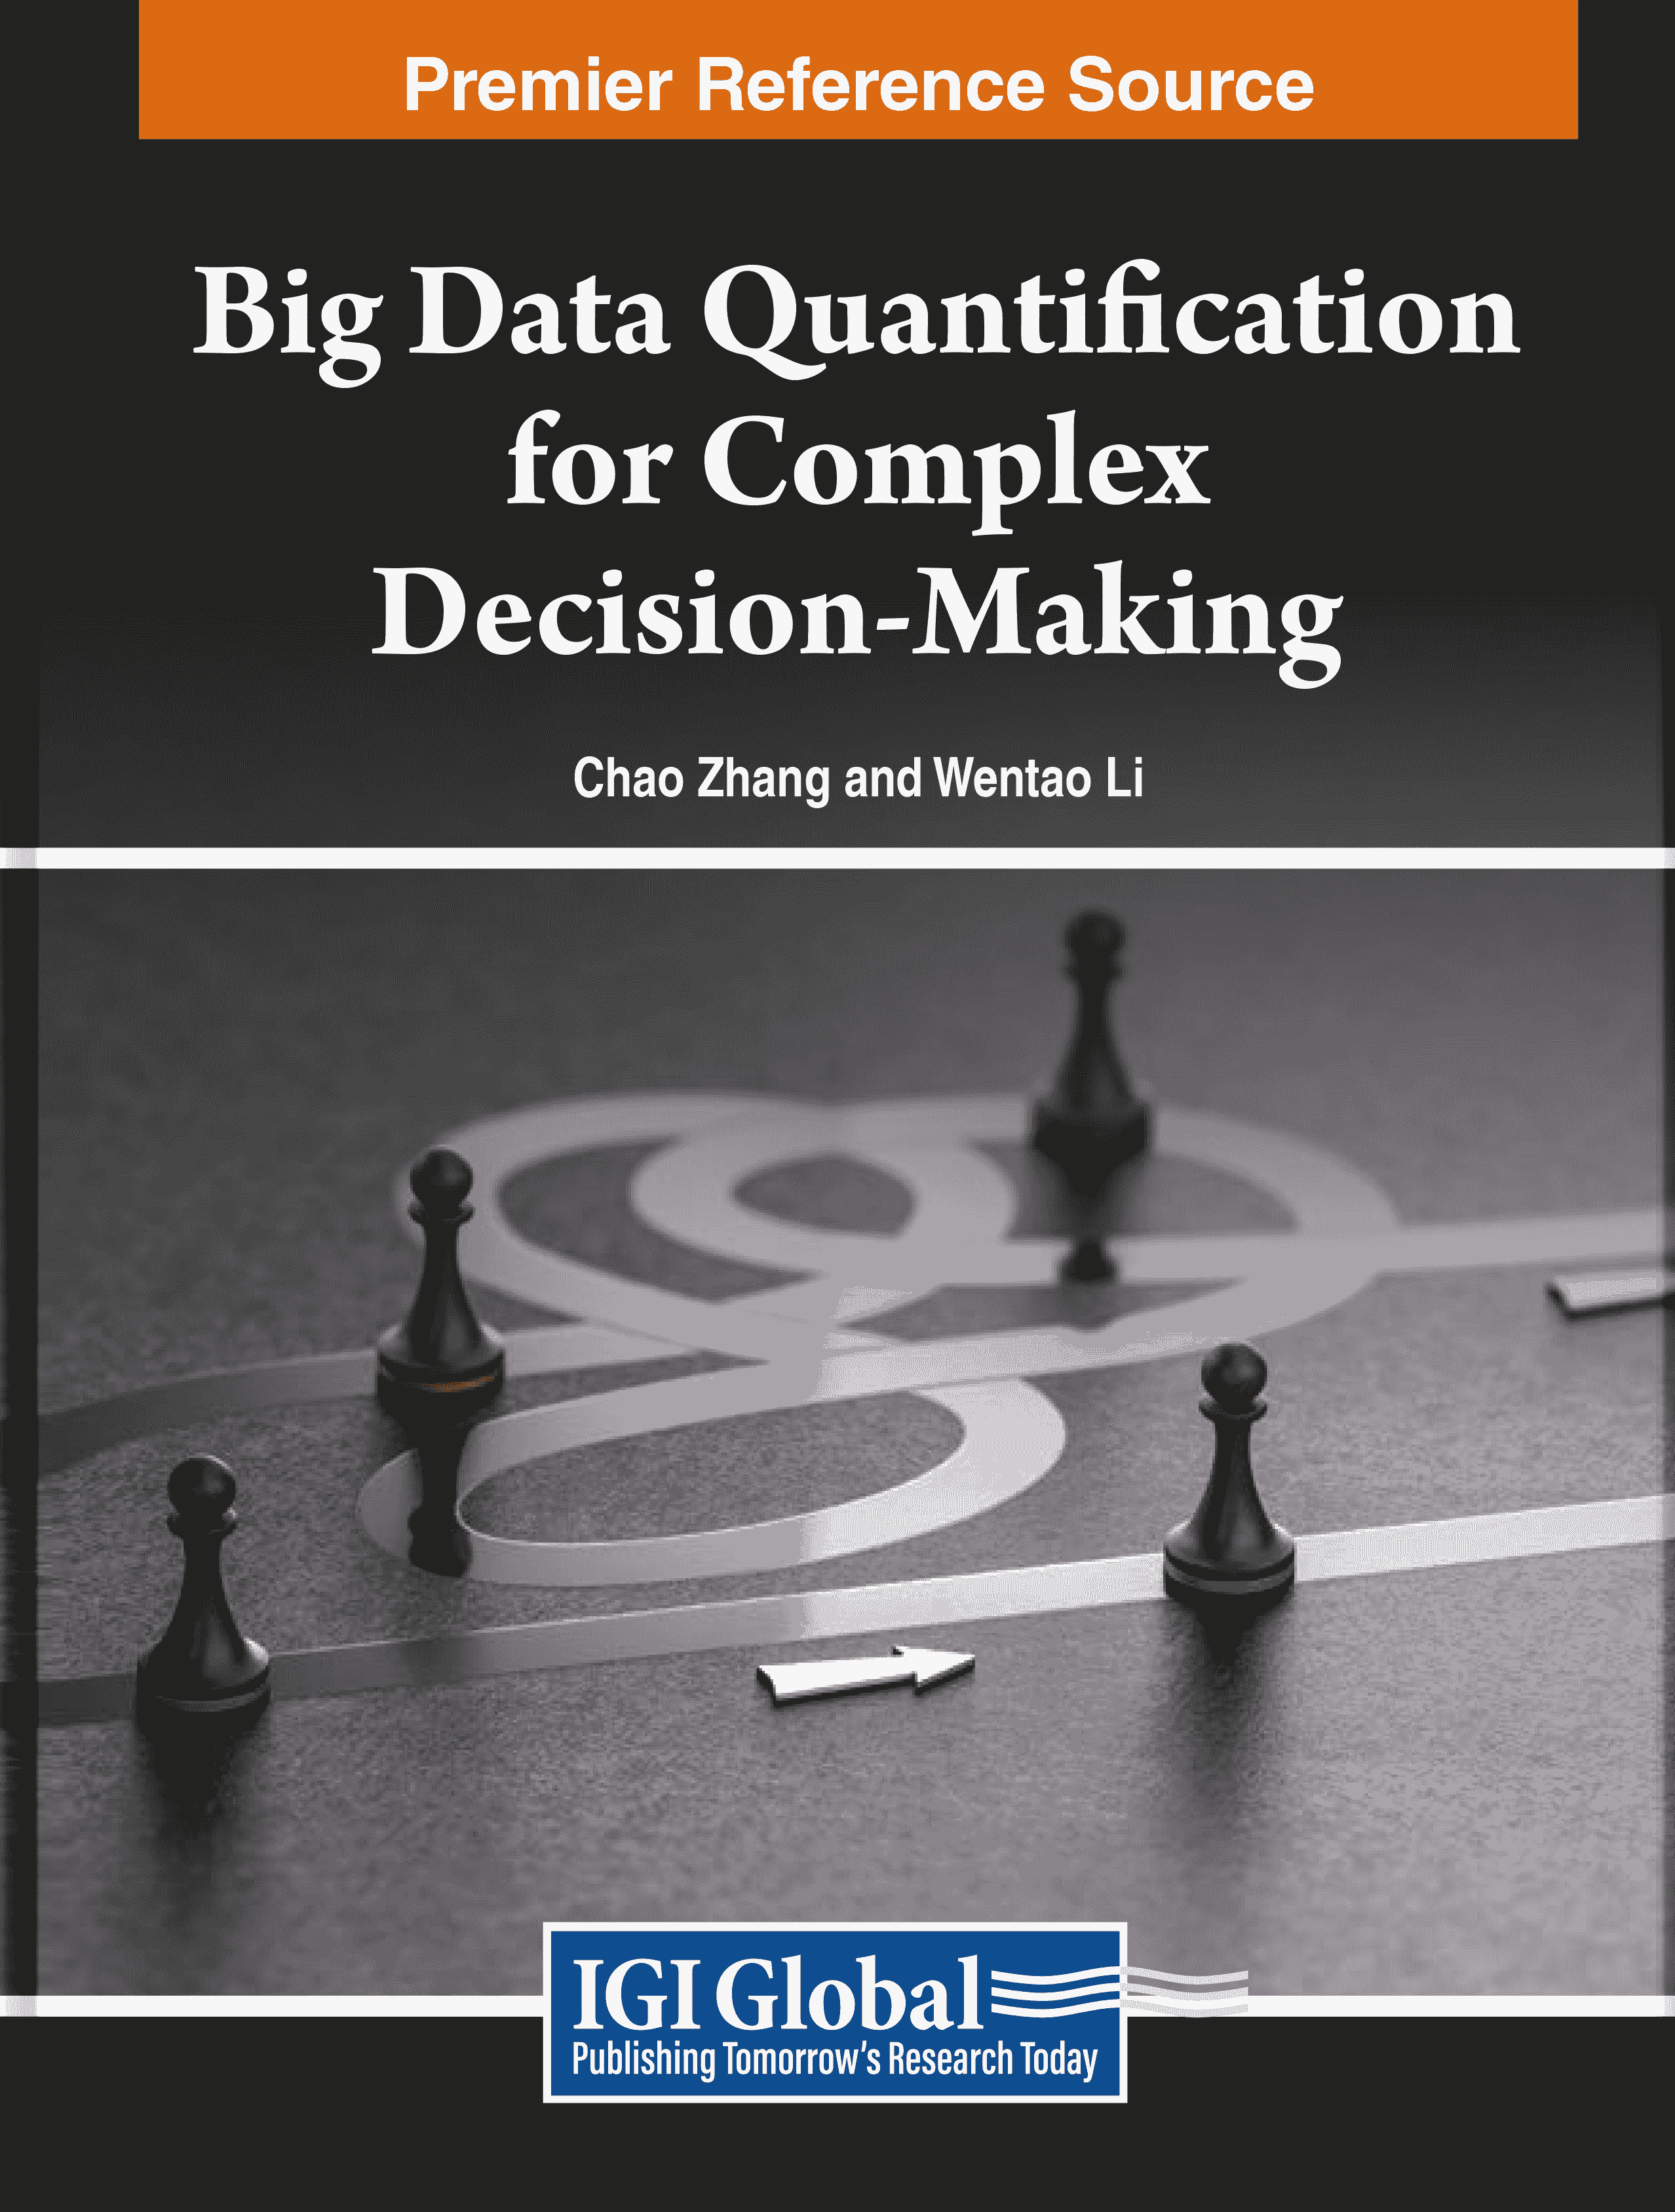 Premier Reference Source
Big Data Quantification
for Complex
Decision-Making
Chao Zhang and Wentao Li
IGI Global
Publishing Tomorrow's Research Today